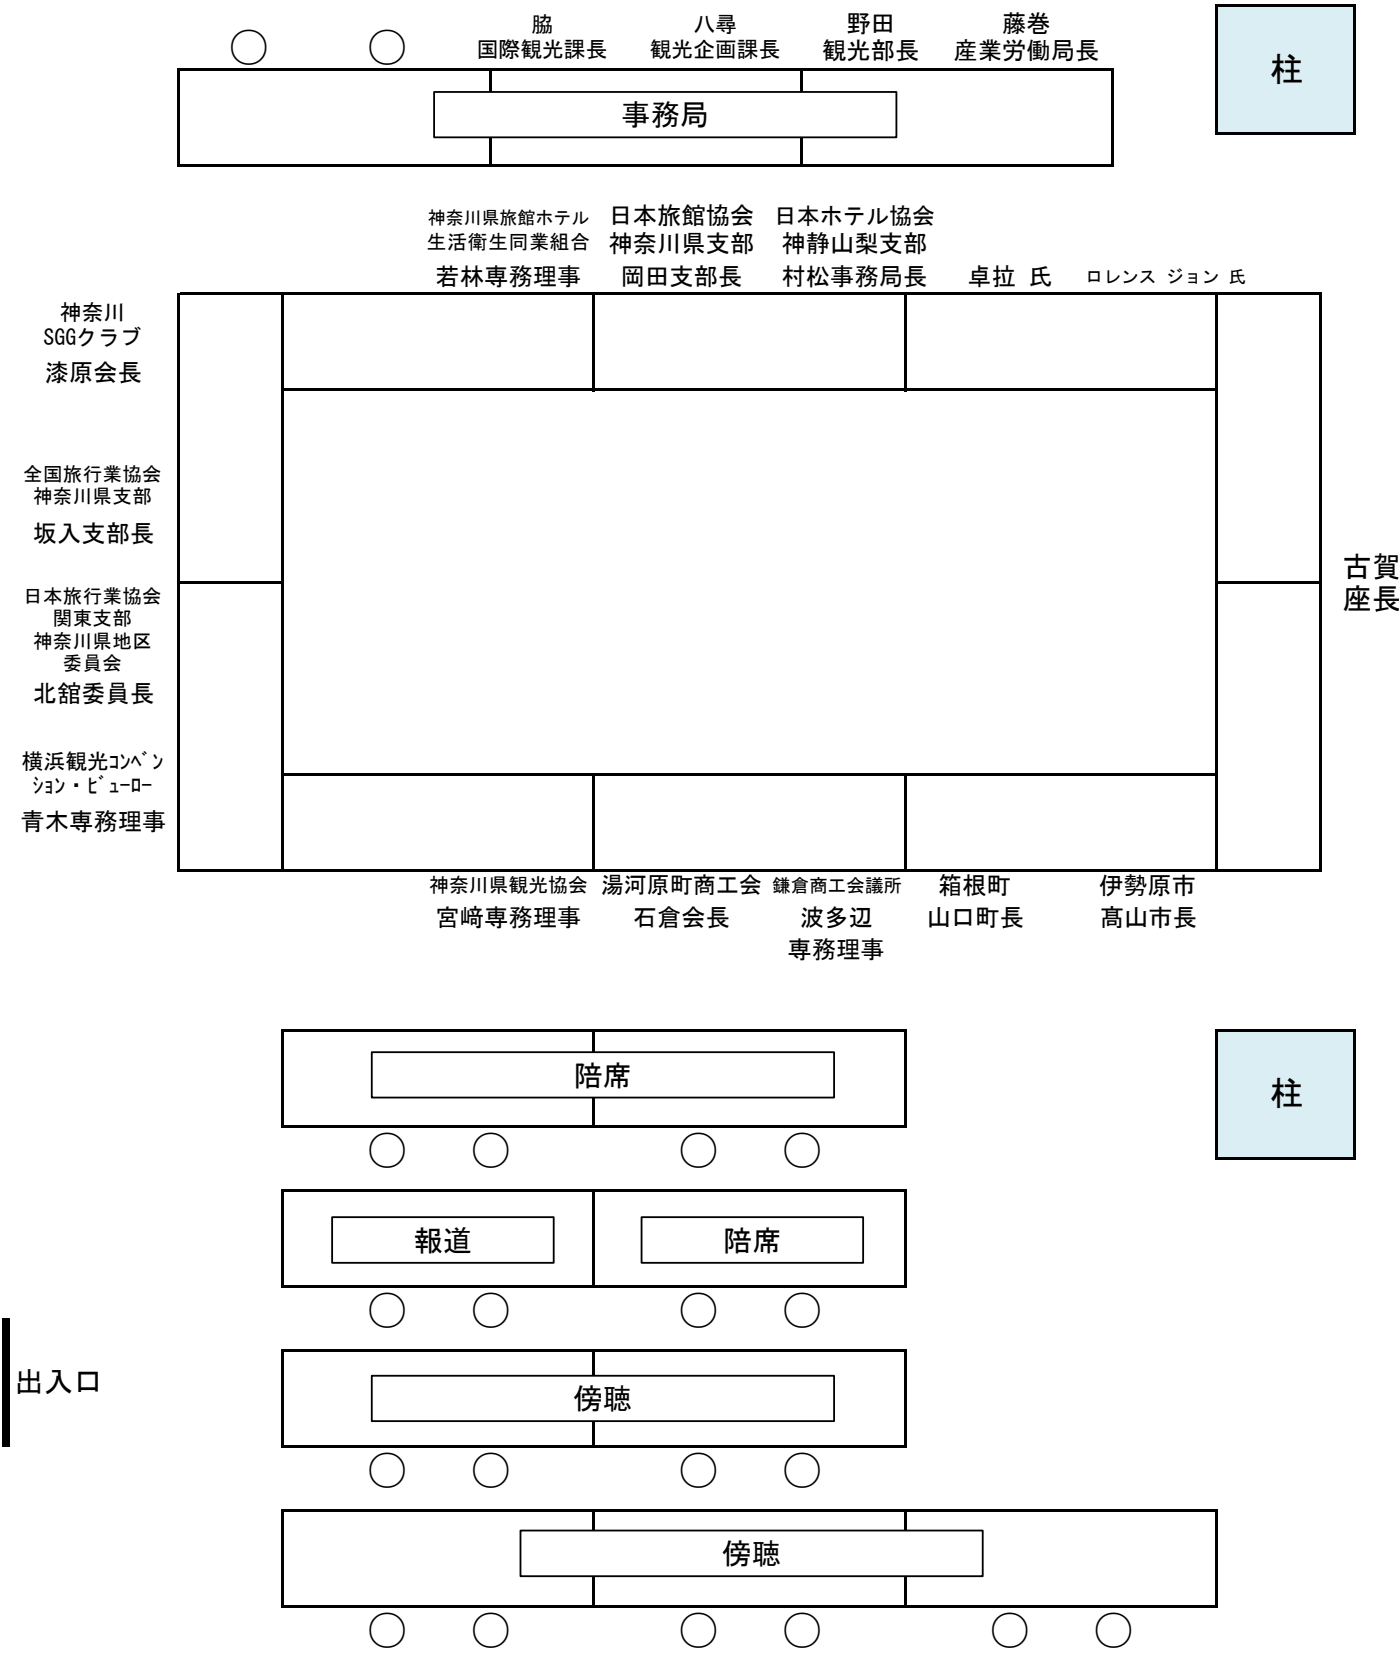 脇
国際観光課長
八尋
観光企画課長
野田
観光部長
藤巻
産業労働局長
柱
事務局
神奈川県旅館ホテル
生活衛生同業組合
若林専務理事
日本旅館協会
神奈川県支部
岡田支部長
日本ホテル協会
神静山梨支部
村松事務局長
卓拉 氏
ロレンス ジョン 氏
神奈川
SGGクラブ
漆原会長
全国旅行業協会
神奈川県支部
坂入支部長
日本旅行業協会
関東支部
神奈川県地区
委員会
北舘委員長
横浜観光ｺﾝﾍﾞﾝ
ｼｮﾝ・ﾋﾞｭｰﾛｰ
青木専務理事
古賀
座長
神奈川県観光協会
宮﨑専務理事
湯河原町商工会
石倉会長
鎌倉商工会議所
波多辺
専務理事
箱根町
山口町長
伊勢原市
髙山市長
陪席
柱
報道
陪席
出入口
傍聴
傍聴